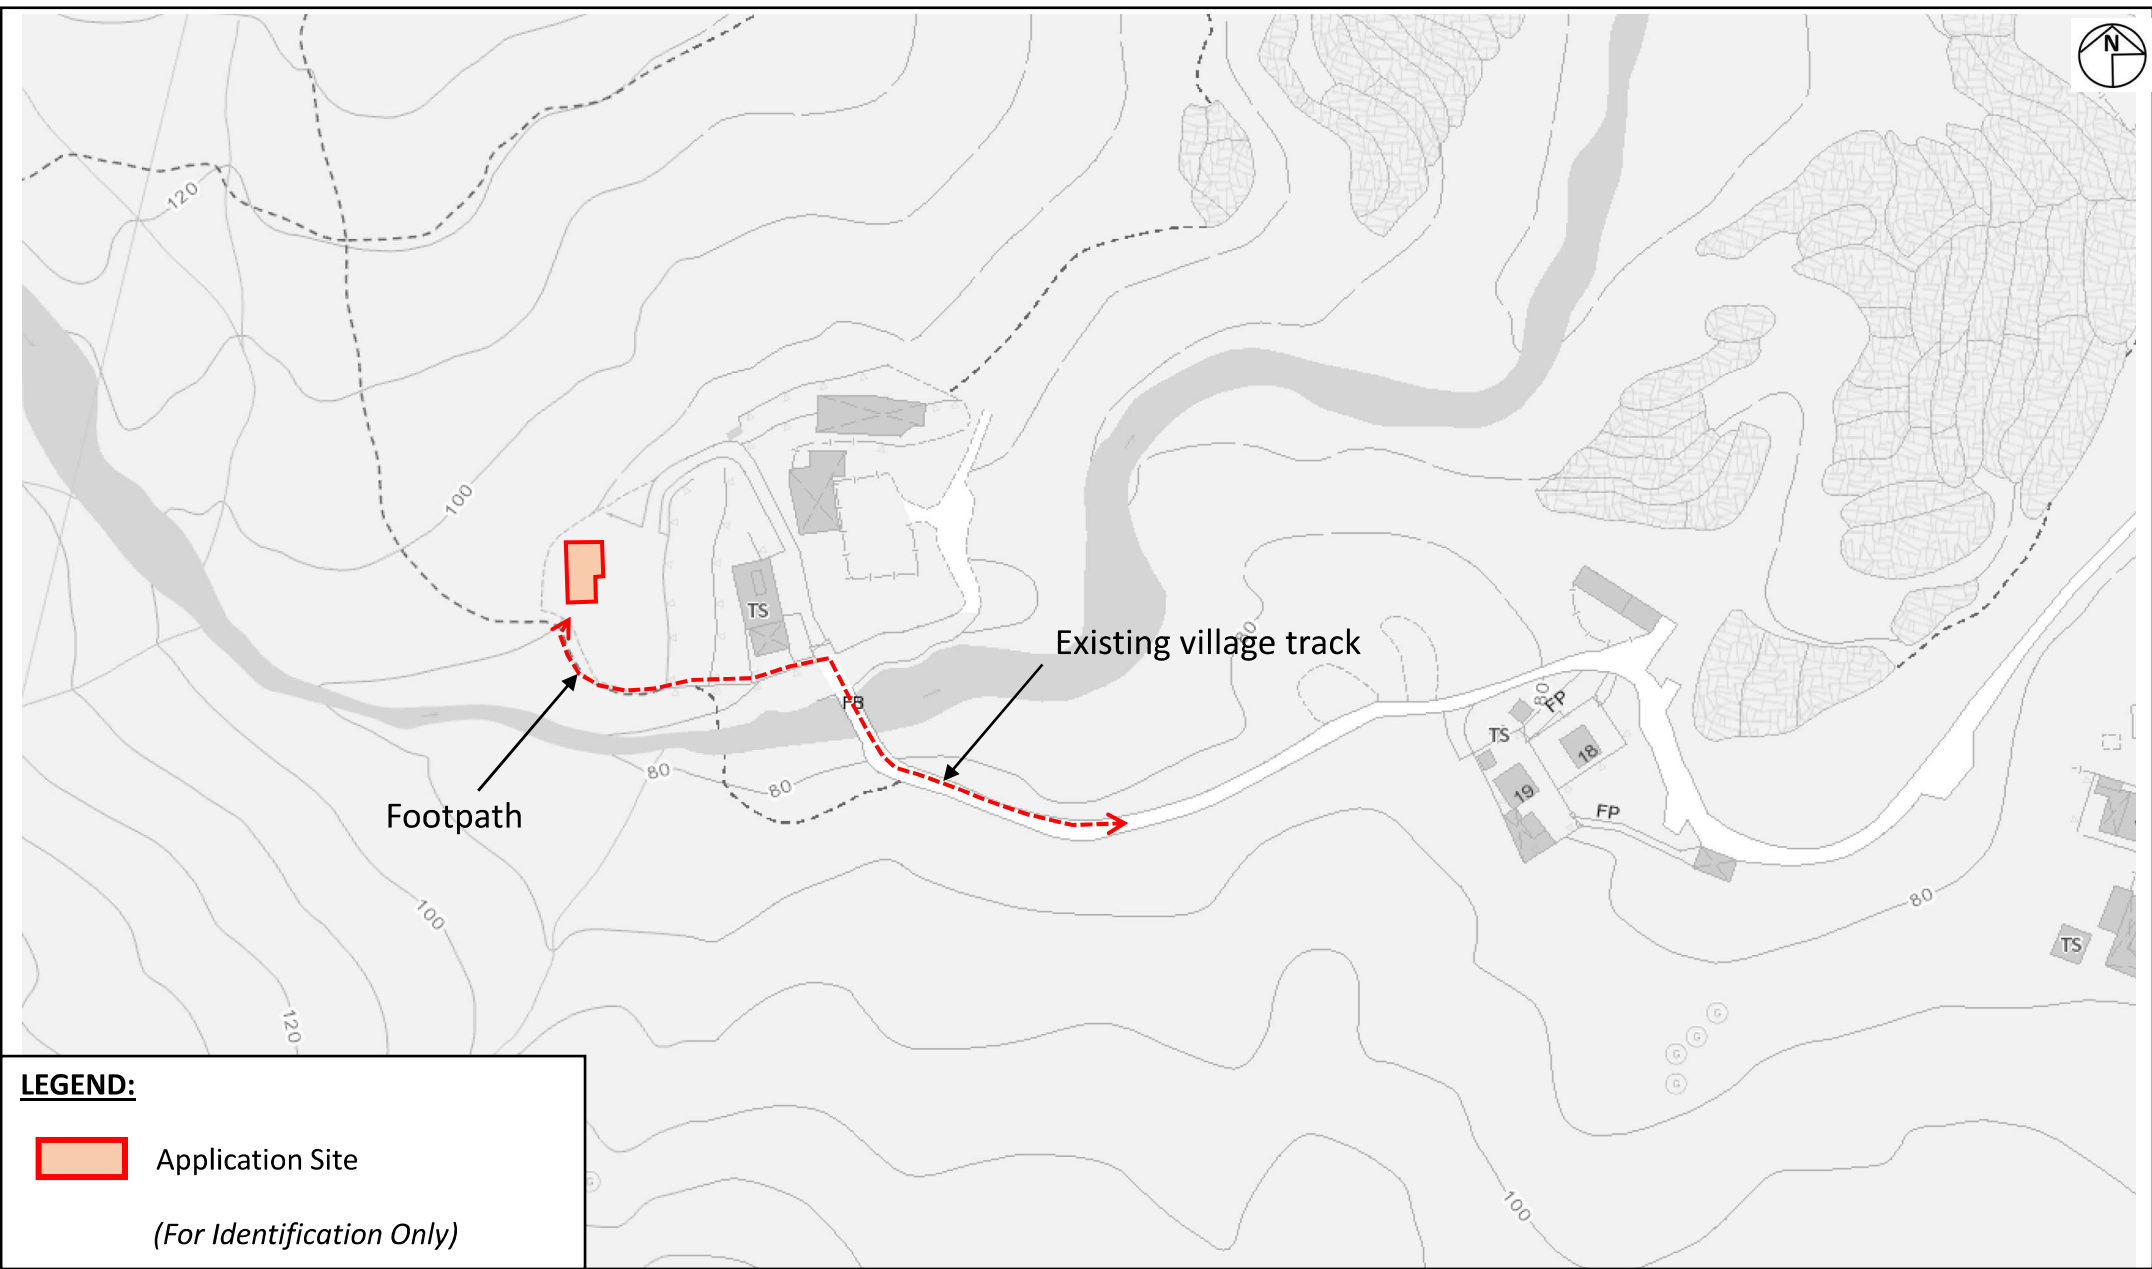 N
120
100
TS
80
Existing village track
FB
80
FP
TS
18
80
80
19
FP
Footpath
100
80
TS
120
G
G
G
G
LEGEND:
Application Site
G
(For Identification Only)
100